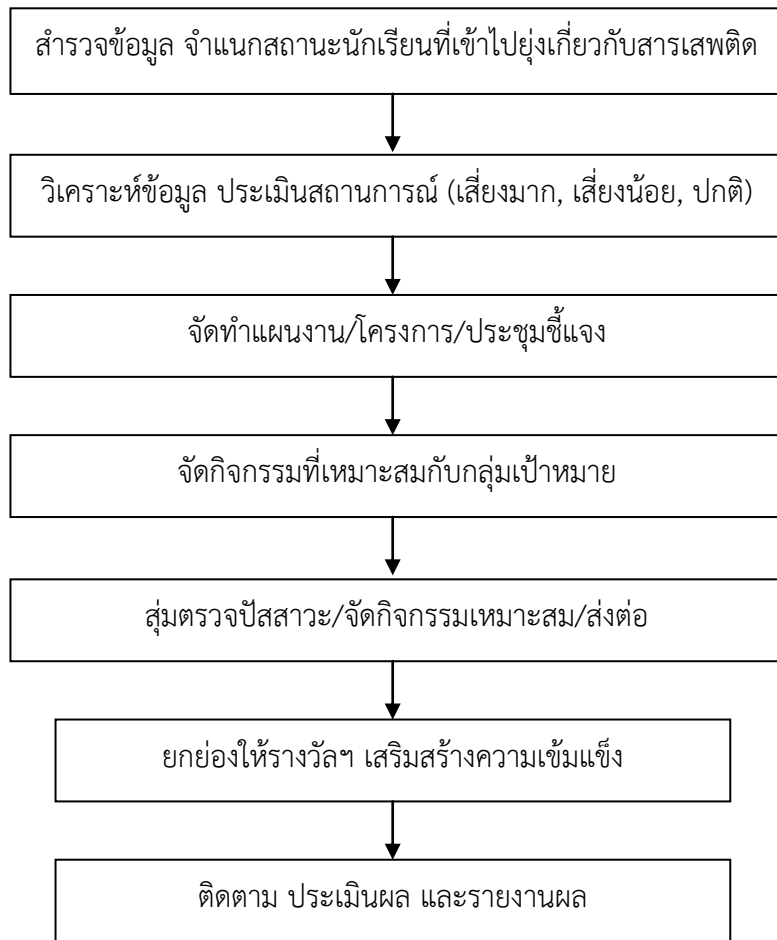 สำรวจข้อมูล จำแนกสถานะนักเรียนที่เข้าไปยุ่งเกี่ยวกับสารเสพติด
วิเคราะห์ข้อมูล ประเมินสถานการณ์ (เสี่ยงมาก, เสี่ยงน้อย, ปกติ)
จัดทำแผนงาน/โครงการ/ประชุมชี้แจง
จัดกิจกรรมที่เหมาะสมกับกลุ่มเป้าหมาย
สุ่มตรวจปัสสาวะ/จัดกิจกรรมเหมาะสม/ส่งต่อ
ยกย่องให้รางวัลฯ เสริมสร้างความเข้มแข็ง
ติดตาม ประเมินผล และรายงานผล